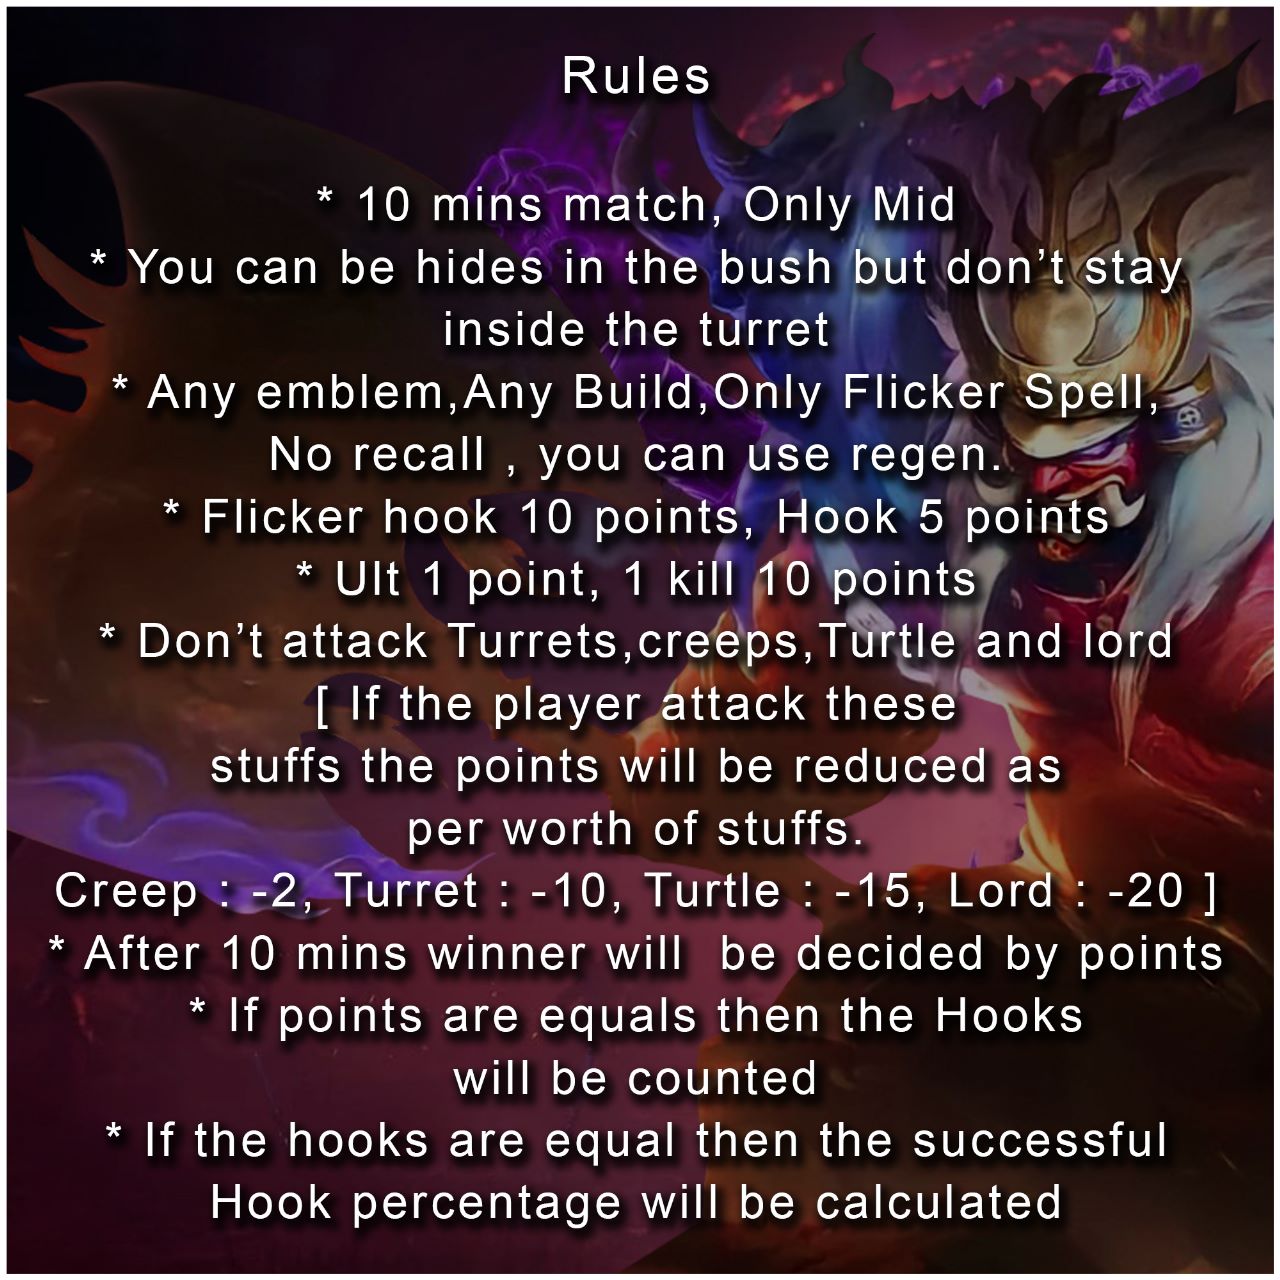 Rules
* 10 mins match, Only Mid
* You can be hides in the bush but don’t stay
inside the turret
* Any emblem,Any Build,Only Flicker Spell,
No recall , you can use regen.
* Flicker hook 10 points, Hook 5 points
* Ult 1 point, 1 kill 10 points
* Don’t attack Turrets,creeps,Turtle and lord
[ If the player attack these
stuffs the points will be reduced as
per worth of stuffs.
Creep : -2, Turret : -10, Turtle : -15, Lord : -20 ]
* After 10 mins winner will  be decided by points
* If points are equals then the Hooks
will be counted
* If the hooks are equal then the successful
Hook percentage will be calculated